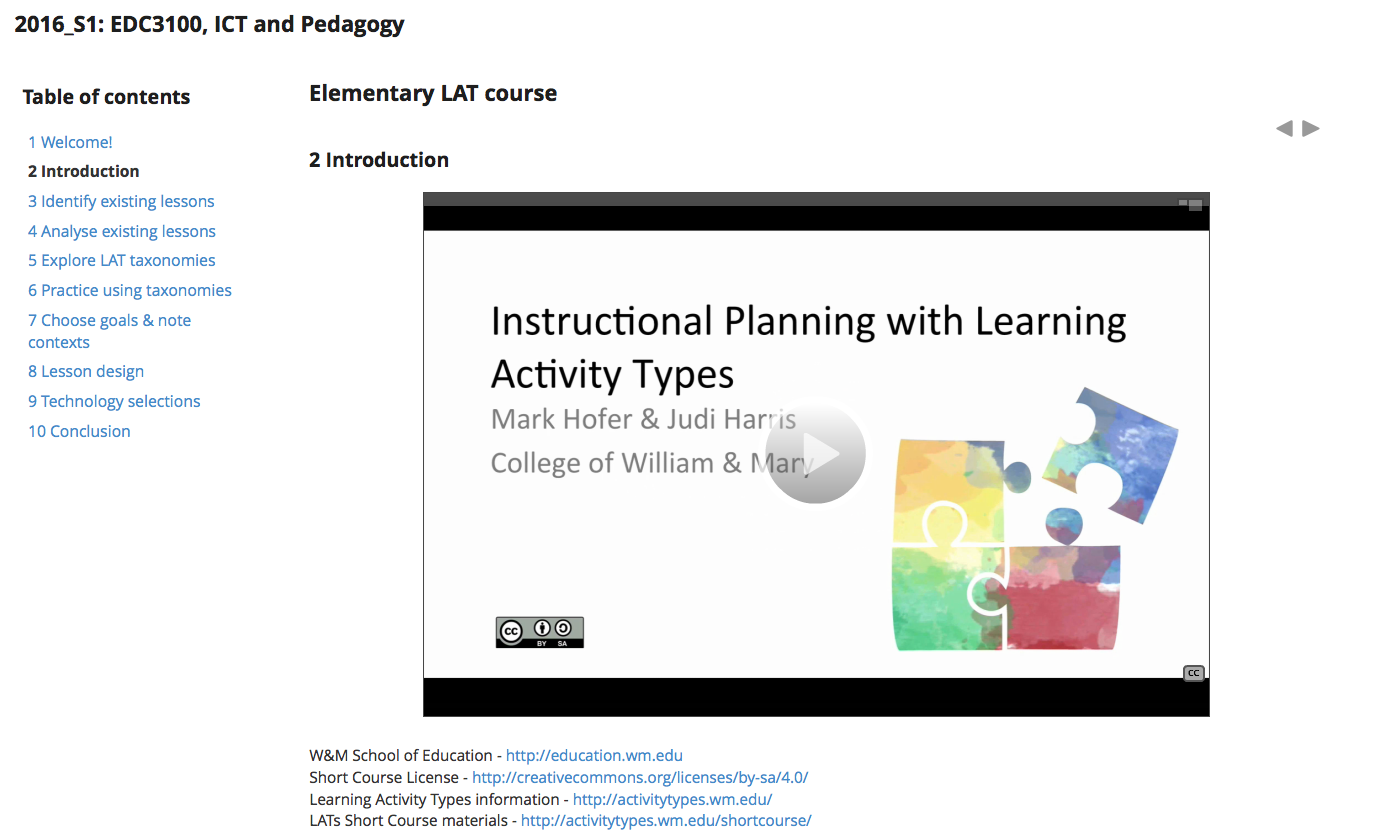 2016_S1: EDC3100, ICT and Pedagogy
Table of contents
1 Welcome!
2 Introduction
3 Identify existing lessons
4 Analyse existing lessons
5 Explore LAT taxonomies
6 Practice using taxonomies
7 Choose goals & note
contexts
8 Lesson design
9 Technology selections
10 Conclusion
Elementary LAT course
2 Introduction
Instructional Planning with Learning
Activity Types
Mark Hofer & Judi Harris
College of William & Mary
cc
BY SA
CC
W&M School of Education - http://education.wm.edu
Short Course License - http://creativecommons.org/licenses/by-sa/4.0/
Learning Activity Types information - http://activitytypes.wm.edu/
LATs Short Course materials - http://activitytypes.wm.edu/shortcourse/